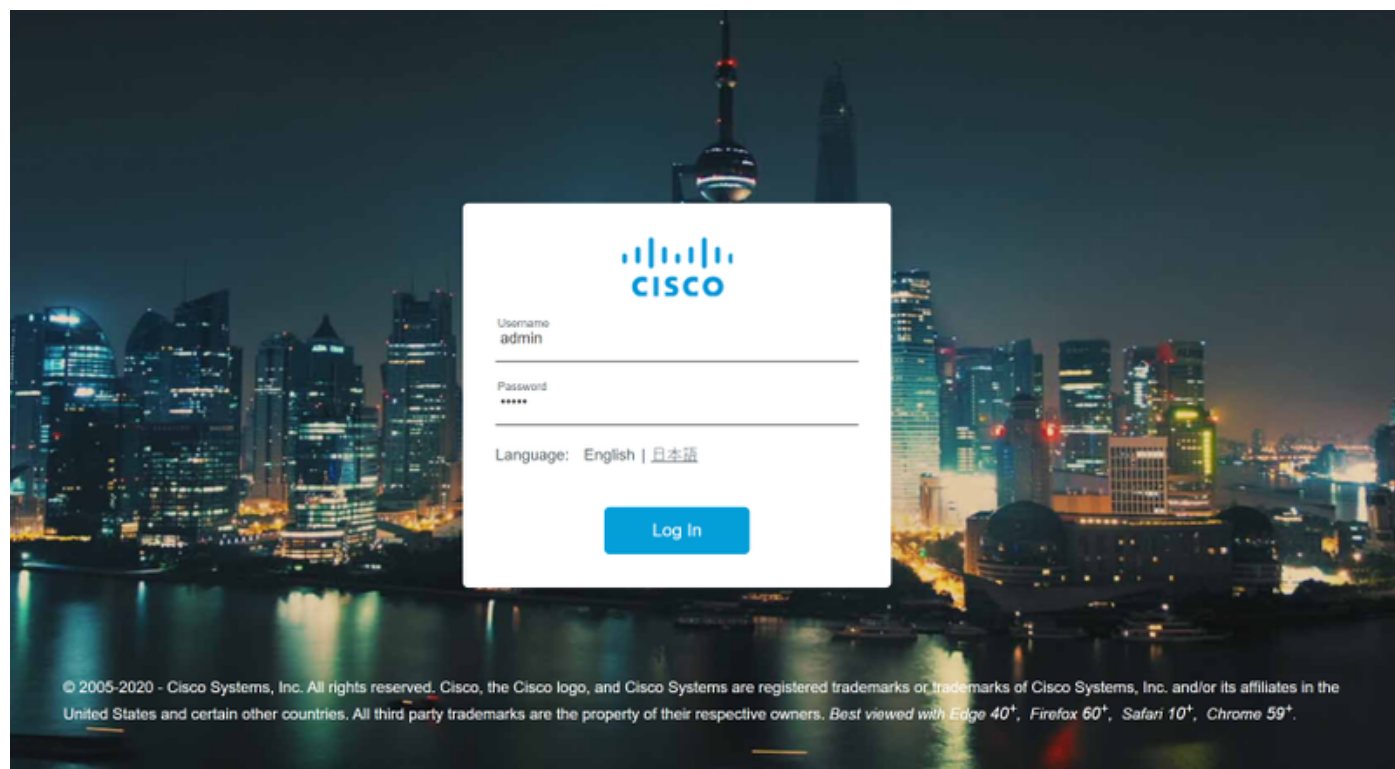 CISCO
Username
admin
Password
•••••
Language: English | 日本語
Log In
© 2005-2020 - Cisco Systems, Inc. All rights reserved. Cisco, the Cisco logo, and Cisco Systems are registered trademarks or trademarks of Cisco Systems, Inc. and/or its affiliates in the
United States and certain other countries. All third party trademarks are the property of their respective owners. Best viewed with Edge 40+, Firefox 60+, Safari 10+, Chrome 59+.